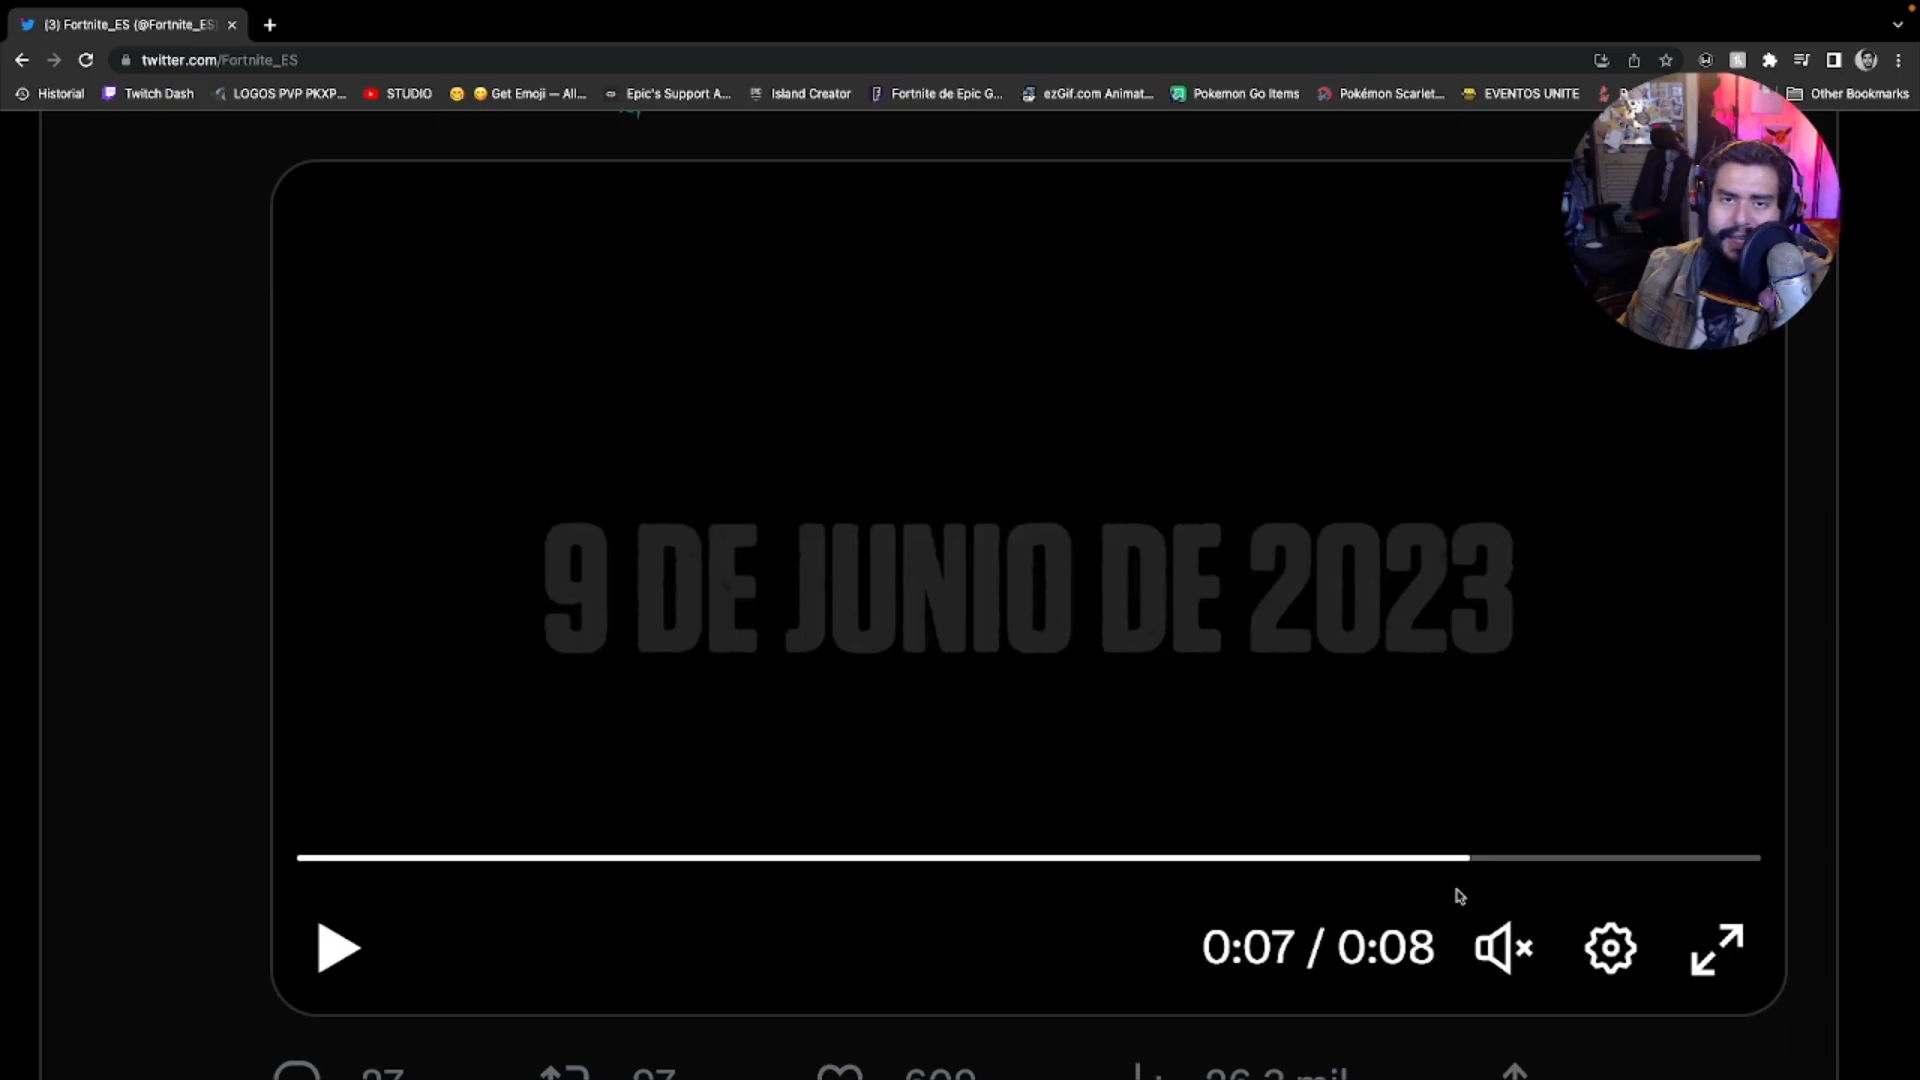 (3) Fortnite_ES (@Fortnite_ES)
twitter.com/Fortnite_ES
Historial
Twitch Dash
LOGOS PVP PKXP...
STUDIO
Get Emoji — All...
Epic's Support A...
Island Creator
Fortnite de Epic G...
ezGif.com Animat...
Pokemon Go Items
Pokémon Scarlet...
EVENTOS UNITE
Other Bookmarks
9 DE JUNIO DE 2023
0:07 / 0:08